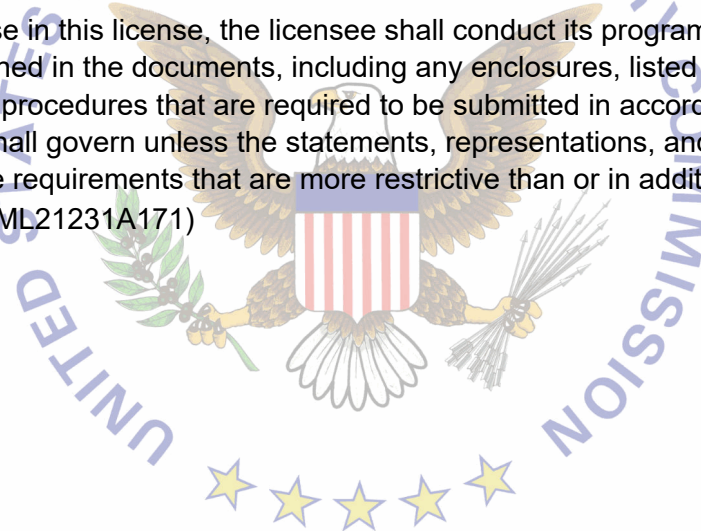 se in this license, the licensee shall conduct its program
ned in the documents, including any enclosures, listed
procedures that are required to be submitted in accord
hall govern unless the statements, representations, and
e requirements that are more restrictive than or in addit
ML21231A171)
UNITED STATES
Y COMMISSION